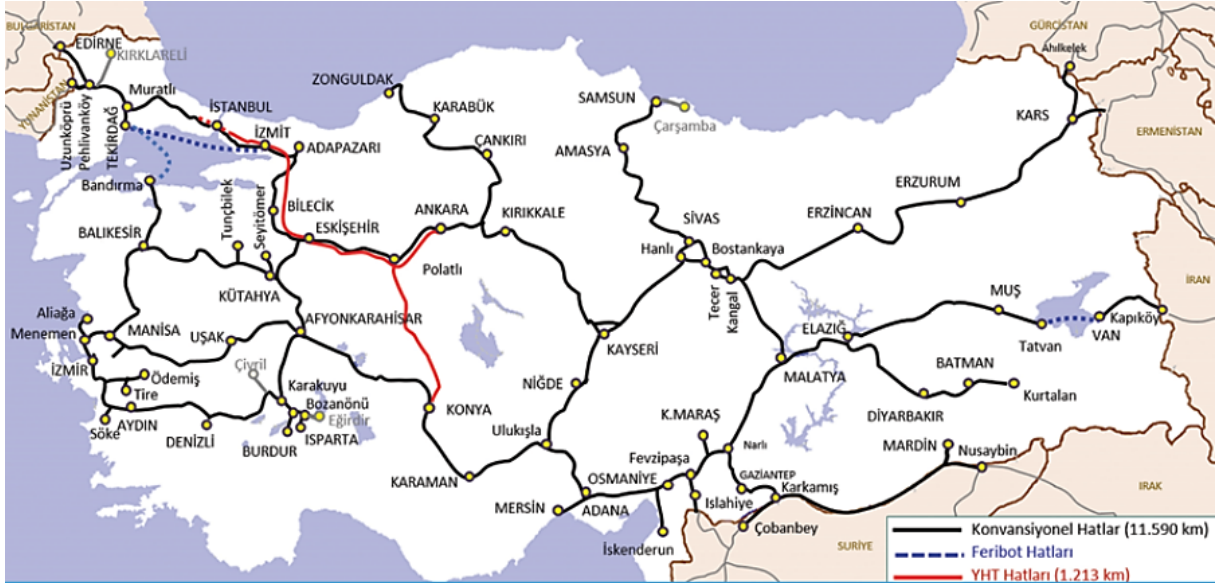 BULGARİSTAN
EDİRNE
KIRKLARELİ
YUNANİSTAN
Uzunköprü
Pehlivanköy
TEKİRDAĞ
Muratlı
İSTANBUL
İZMİT
ADAPAZARI
ZONGULDAK
KARABÜK
ÇANKIRI
SAMSUN
Çarşamba
AMASYA
GÜRCİSTAN
Ahılkelek
KARS
ERMENİSTAN
ERZURUM
ERZİNCAN
Bandırma
Tunçbilek
Seyitömer
BİLECİK
ESKİŞEHİR
ANKARA
KIRIKKALE
SİVAS
Hanlı
Bostankaya
Tecer
Kangal
BALIKESİR
Polatlı
KÜTAHYA
İRAN
MUŞ
Kapıköy
VAN
Tatvan
Aliağa
Menemen
MANİSA
UŞAK
AFYONKARAHİSAR
KAYSERİ
ELAZIĞ
MALATYA
BATMAN
Kurtalan
DİYARBAKIR
İZMİR
Ödemiş
Tire
Çivril
Karakuyu
Bozanönü
Eğirdir
NİĞDE
KONYA
Söke
AYDIN
DENİZLİ
BURDUR
ISPARTA
Ulukışla
K.MARAŞ
Narlı
MARDİN
Nusaybin
KARAMAN
Fevzipaşa
GAZİANTEP
OSMANİYE
MERSİN
ADANA
Islahiye
Karkamış
Çobanbey
İskenderun
IRAK
SURİYE
Konvansiyonel Hatlar (11.590 km)
Feribot Hatları
YHT Hatları (1.213 km)